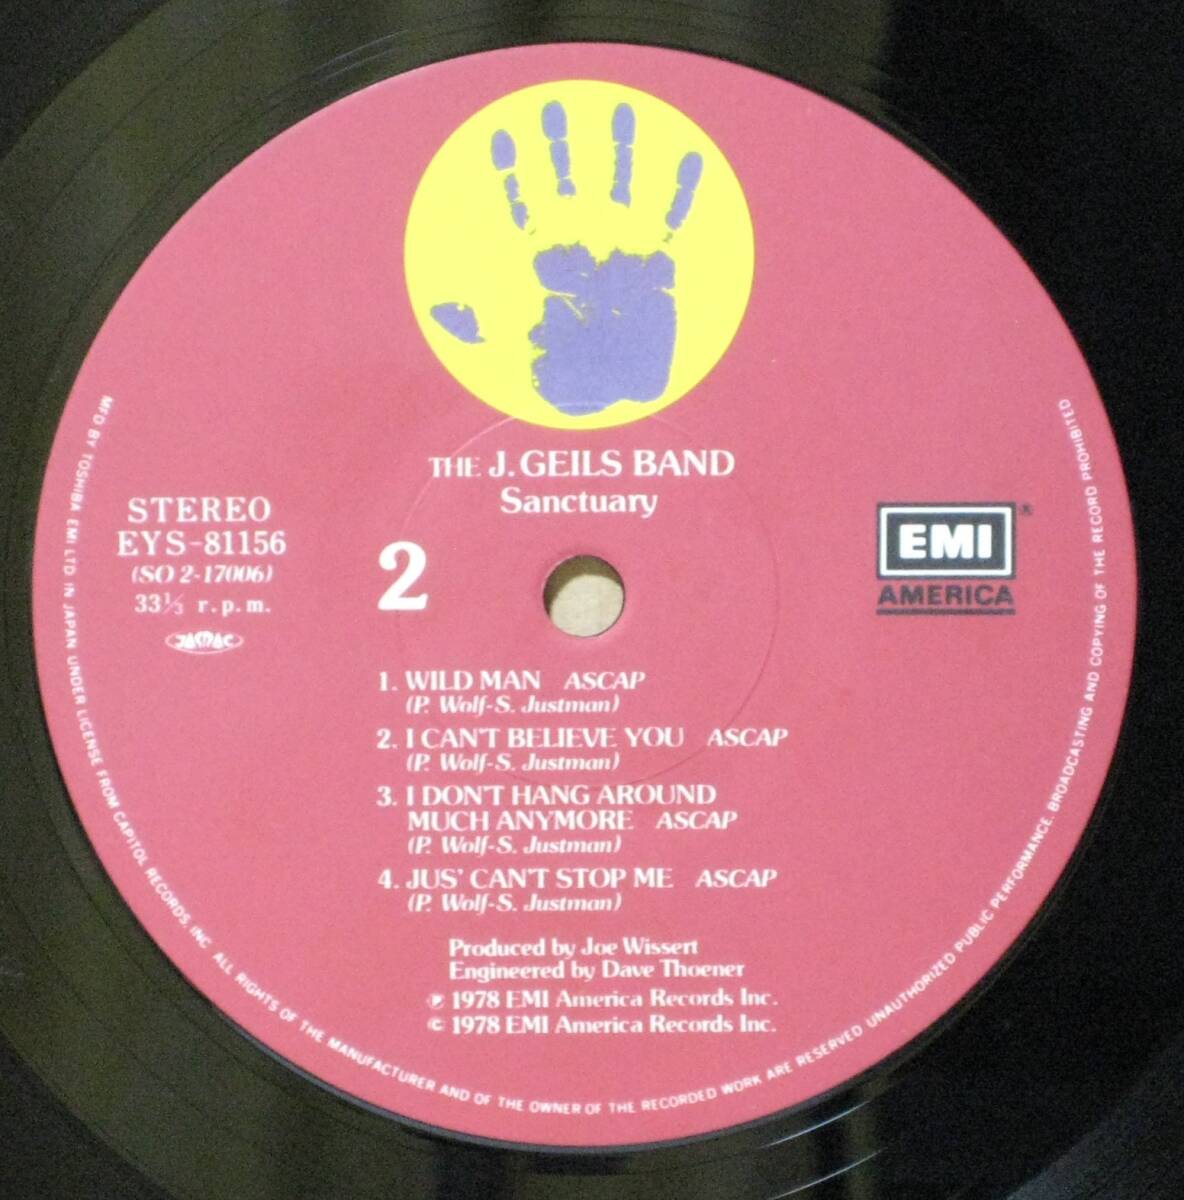 THE J. GEILS BAND
Sanctuary
STEREO
EYS-81156
(SO 2-17006)
33⅓ r.p.m.
JASRAC
2
EMI
®
AMERICA
1. WILD MAN ASCAP
(P. Wolf-S. Justman)
2. I CAN'T BELIEVE YOU ASCAP
(P. Wolf-S. Justman)
3. I DON'T HANG AROUND
MUCH ANYMORE ASCAP
(P. Wolf-S. Justman)
4. JUS' CAN'T STOP ME ASCAP
(P. Wolf-S. Justman)
Produced by Joe Wissert
Engineered by Dave Thoener
℗ 1978 EMI America Records Inc.
© 1978 EMI America Records Inc.
MFD BY TOSHIBA EMI LTD. IN JAPAN UNDER LICENSE FROM CAPITOL RECORDS, INC. ALL RIGHTS OF THE MANUFACTURER AND OF THE OWNER OF THE RECORDED WORK ARE RESERVED UNAUTHORIZED PUBLIC PERFORMANCE. BROADCASTING AND COPYING OF THE RECORD PROHIBITED